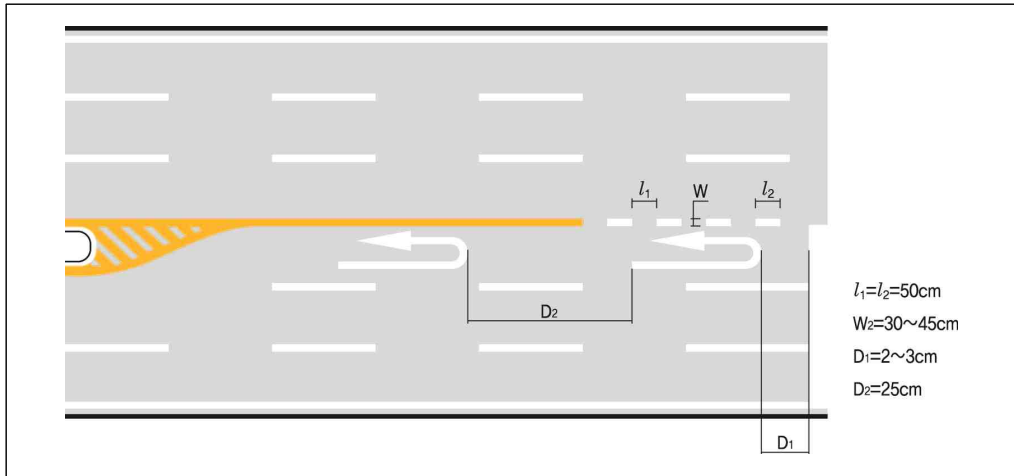 l₁ W l₂
D₂
l₁=l₂=50cm
W₂=30～45cm
D₁=2～3cm
D₂=25cm
D₁